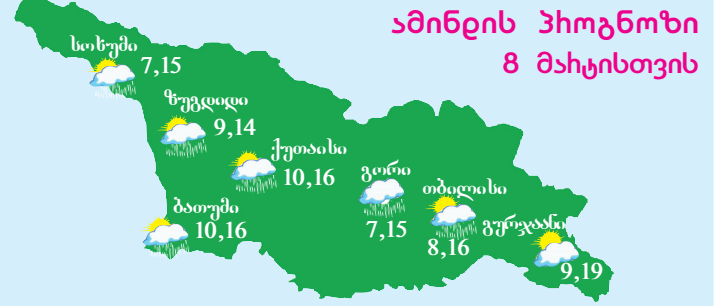 ამინდის პროგნოზი
8 მარტისთვის
სოხუმი
7,15
ზუგდიდი
9,14
ქუთაისი
10,16
გორი
7,15
თბილისი
8,16
ბათუმი
10,16
გურჯაანი
9,19